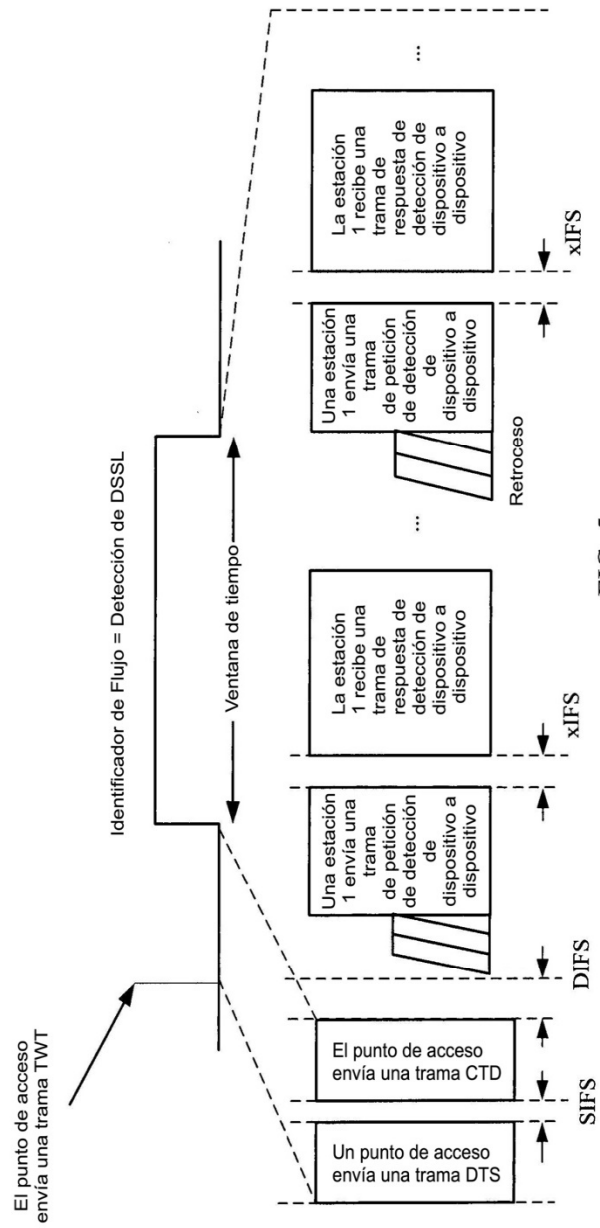 El punto de acceso
envía una trama TWT
Identificador de Flujo = Detección de DSSL
Ventana de tiempo
Un punto de acceso
envía una trama DTS
SIFS
El punto de acceso
envía una trama CTD
DIFS
Una estación
1 envía una
trama
de petición
de detección
de
dispositivo a
dispositivo
xIFS
La estación
1 recibe una
trama de
respuesta de
detección de
dispositivo a
dispositivo
...
Retroceso
Una estación
1 envía una
trama
de petición
de detección
de
dispositivo a
dispositivo
xIFS
La estación
1 recibe una
trama de
respuesta de
detección de
dispositivo a
dispositivo
...